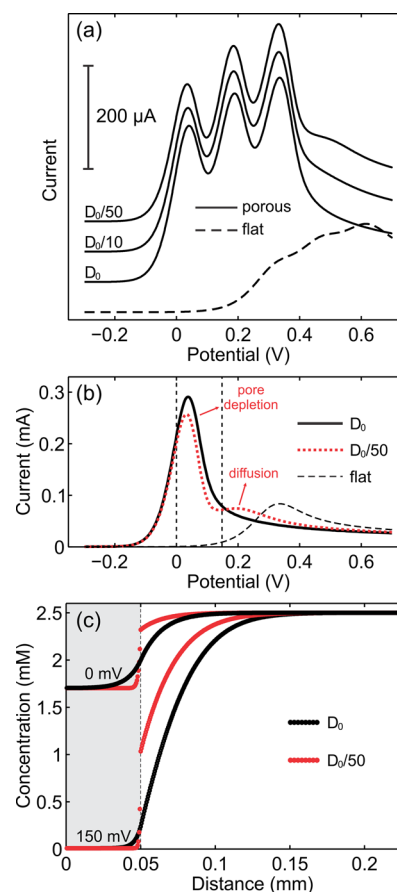 (a)
200 µA
Current
D₀/50
D₀/10
D₀
porous
flat
−0.2 0 0.2 0.4 0.6
Potential (V)
(b)
0.3
0.2
0.1
0
Current (mA)
pore
depletion
diffusion
D₀
D₀/50
flat
−0.2 0 0.2 0.4 0.6
Potential (V)
(c)
2.5
2
1.5
1
0.5
0
Concentration (mM)
0 mV
150 mV
D₀
D₀/50
0 0.05 0.1 0.15 0.2
Distance (mm)